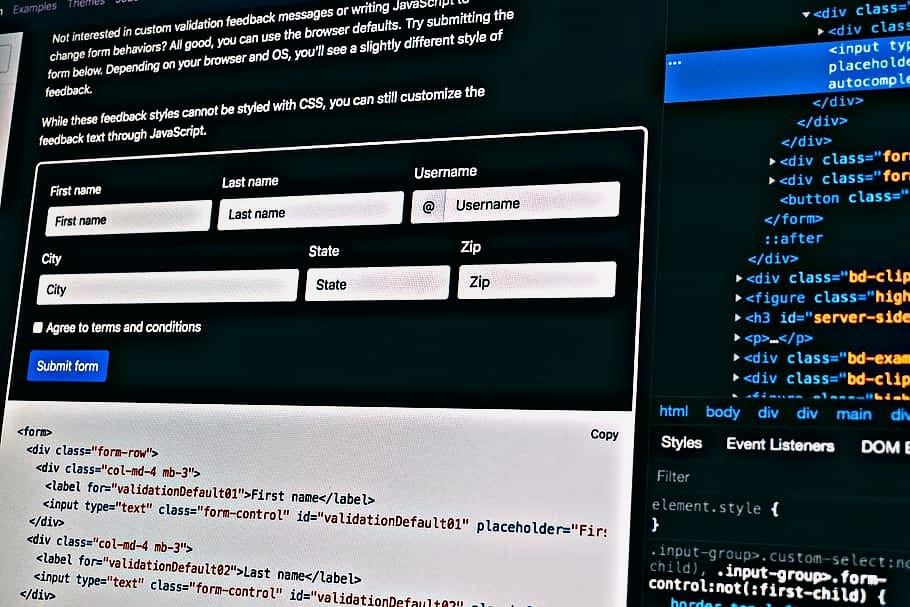 Examples
Themes
Not interested in custom validation feedback messages or writing JavaScript to
change form behaviors? All good, you can use the browser defaults. Try submitting the
form below. Depending on your browser and OS, you'll see a slightly different style of
feedback.
While these feedback styles cannot be styled with CSS, you can still customize the
feedback text through JavaScript.
First name
Last name
Username
First name
Last name
@ Username
City
State
Zip
City
State
Zip
Agree to terms and conditions
Submit form
Copy
<form>
<div class="form-row">
<div class="col-md-4 mb-3">
<label for="validationDefault01">First name</label>
<input type="text" class="form-control" id="validationDefault01" placeholder="Firs
</div>
<div class="col-md-4 mb-3">
<label for="validationDefault02">Last name</label>
<input type="text" class="form-control" id="validationDefault02"
</div>
<div class=
<div class
<input typ
placeholde
autocomple
</div>
</div>
</div>
<div class="for
<div class="for
<button class="
</form>
::after
</div>
<div class="bd-clip
<figure class="high
<h3 id="server-side
<p>…</p>
<div class="bd-exam
<div class="bd-clip
<figure class="high
html body div div main div
Styles Event Listeners DOM B
Filter
element.style {
}
.input-group>.custom-select:no
child), .input-group>.form-
control:not(:first-child) {